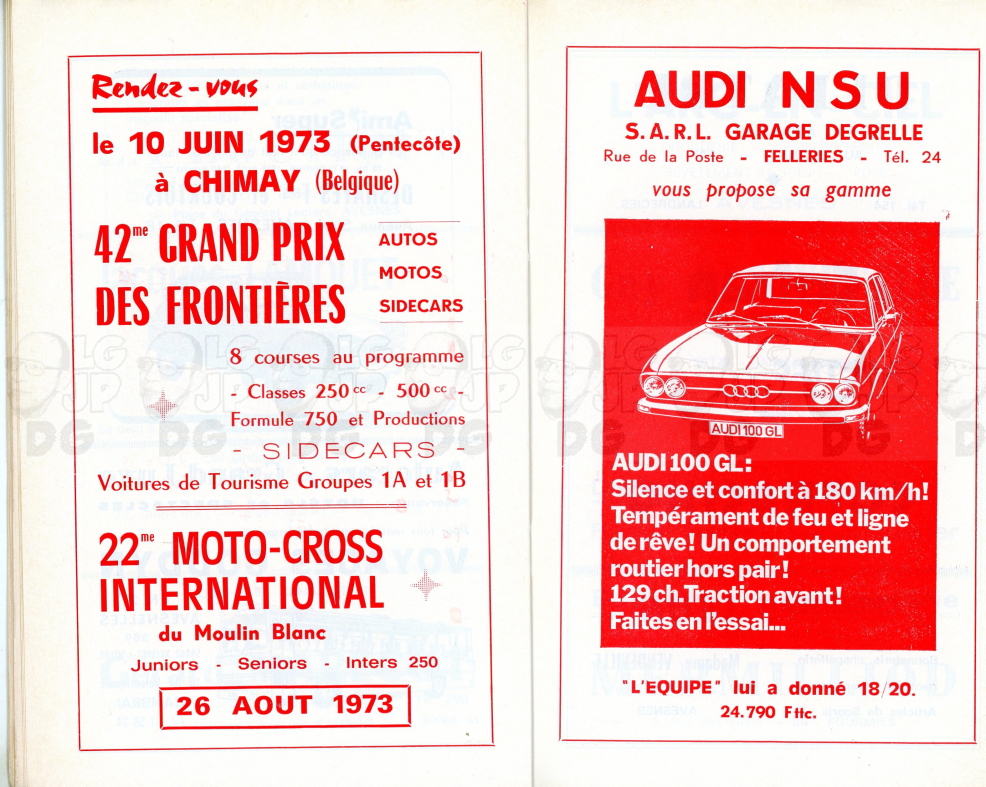 Rendez-vous
le 10 JUIN 1973 (Pentecôte)
à CHIMAY (Belgique)
42me GRAND PRIX
DES FRONTIÈRES
AUTOS
MOTOS
SIDECARS
8 courses au programme
- Classes 250 cc - 500 cc -
Formule 750 et Productions
- SIDECARS -
Voitures de Tourisme Groupes 1A et 1B
22me MOTO-CROSS
INTERNATIONAL
du Moulin Blanc
Juniors - Seniors - Inters 250
26 AOUT 1973
AUDI NSU
S.A.R.L. GARAGE DEGRELLE
Rue de la Poste - FELLERIES - Tél. 24
vous propose sa gamme
AUDI 100 GL
AUDI 100 GL:
Silence et confort à 180 km/h!
Tempérament de feu et ligne
de rêve! Un comportement
routier hors pair!
129 ch. Traction avant!
Faites en l'essai...
"L'EQUIPE" lui a donné 18/20.
24.790 Fttc.